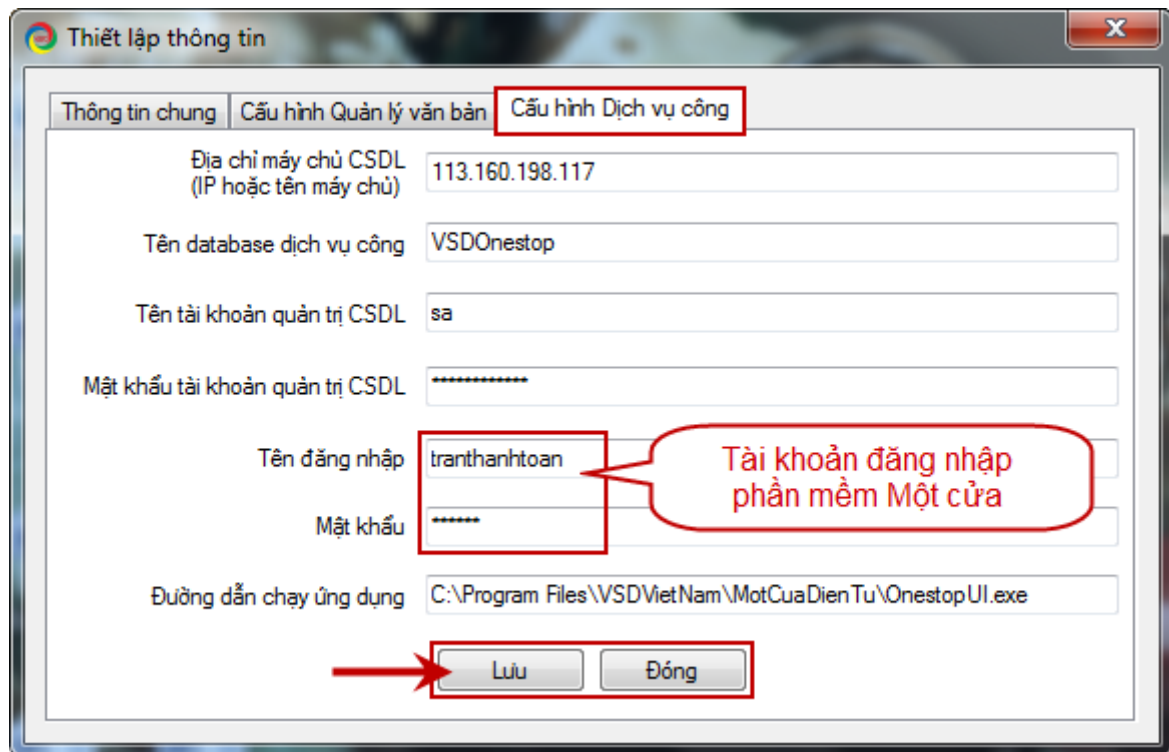 Thiết lập thông tin
Thông tin chung
Cấu hình Quản lý văn bản
Cấu hình Dịch vụ công
Địa chỉ máy chủ CSDL
(IP hoặc tên máy chủ)
113.160.198.117
Tên database dịch vụ công
VSDOnestop
Tên tài khoản quản trị CSDL
sa
Mật khẩu tài khoản quản trị CSDL
************
Tên đăng nhập
tranthanhtoan
Tài khoản đăng nhập
phần mềm Một cửa
Mật khẩu
******
Đường dẫn chạy ứng dụng
C:\Program Files\VSDVietNam\MotCuaDienTu\OnestopUI.exe
Lưu
Đóng